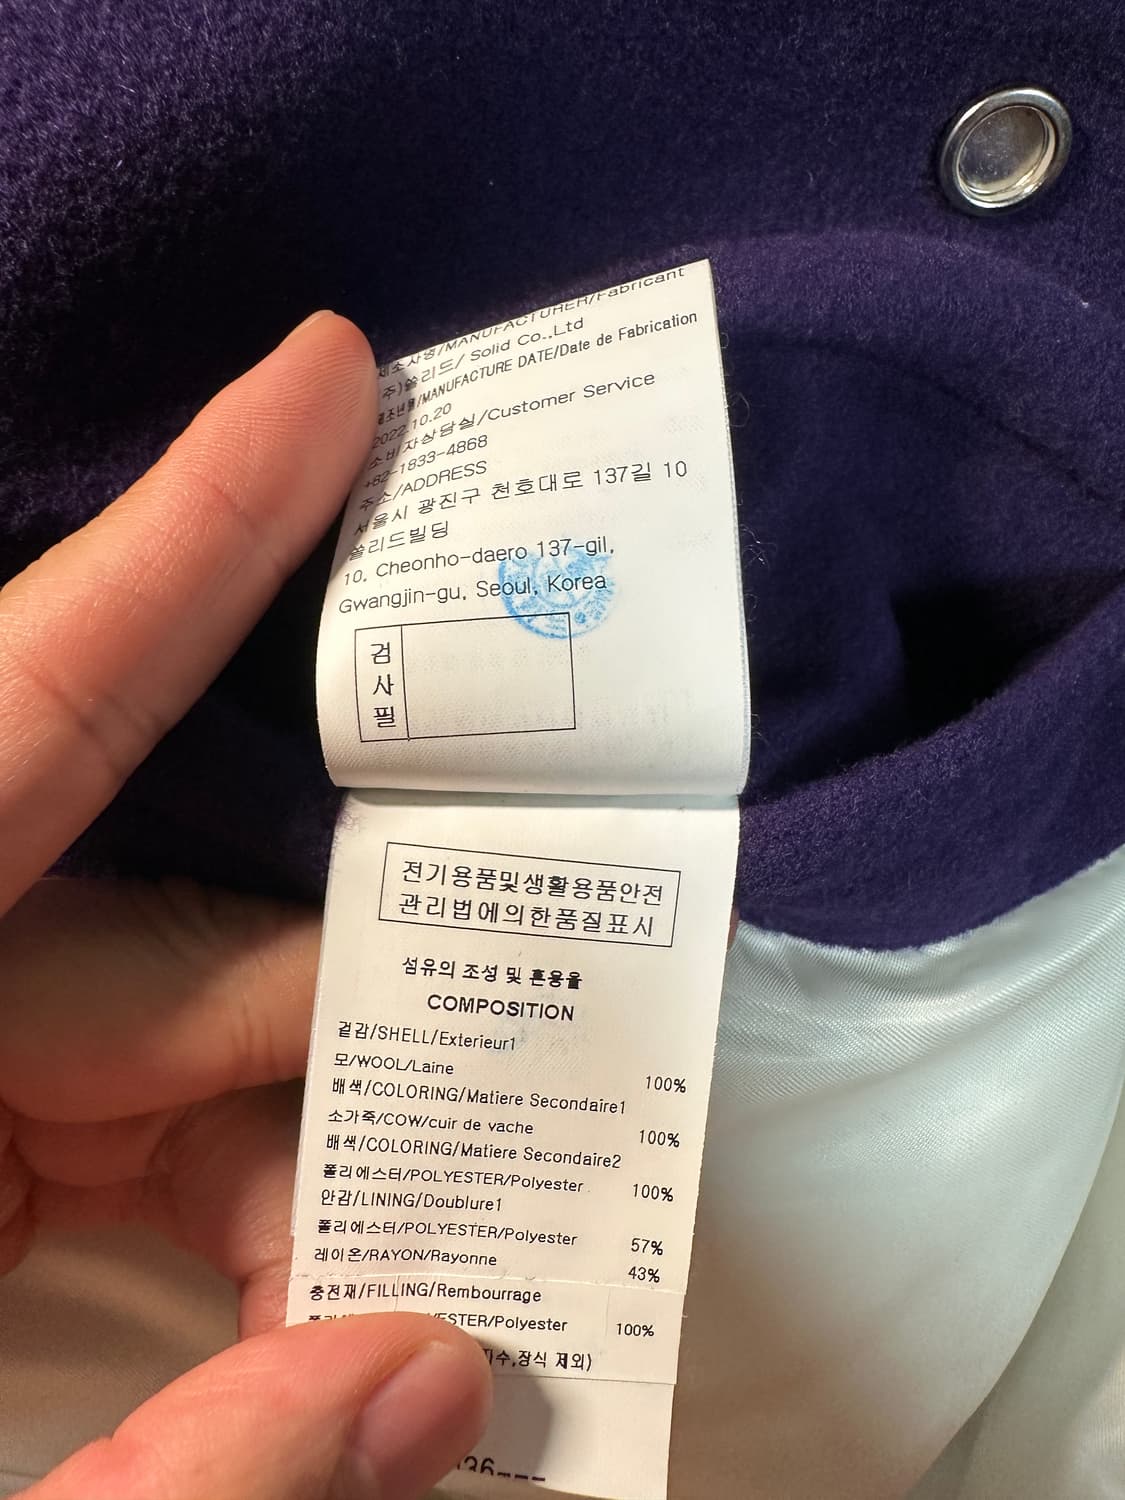 제조사명/MANUFACTURER/Fabricant
주)쏠리드/ Solid Co.,Ltd
제조년월/MANUFACTURE DATE/Date de Fabrication
2022.10.20
소비자상담실/Customer Service
+82-1833-4868
주소/ADDRESS
서울시 광진구 천호대로 137길 10
쏠리드빌딩
10, Cheonho-daero 137-gil,
Gwangjin-gu, Seoul, Korea
검
사
필
전기용품및생활용품안전
관리법에의한품질표시
섬유의 조성 및 혼용율
COMPOSITION
겉감/SHELL/Exterieur1
모/WOOL/Laine 100%
배색/COLORING/Matiere Secondaire1
소가죽/COW/cuir de vache 100%
배색/COLORING/Matiere Secondaire2
폴리에스터/POLYESTER/Polyester 100%
안감/LINING/Doublure1
폴리에스터/POLYESTER/Polyester 57%
레이온/RAYON/Rayonne 43%
충전재/FILLING/Rembourrage
/Polyester 100%
장식 제외)